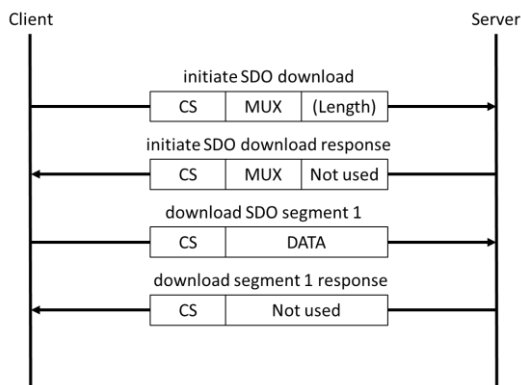 Client Server
initiate SDO download
CS MUX (Length)
initiate SDO download response
CS MUX Not used
download SDO segment 1
CS DATA
download segment 1 response
CS Not used